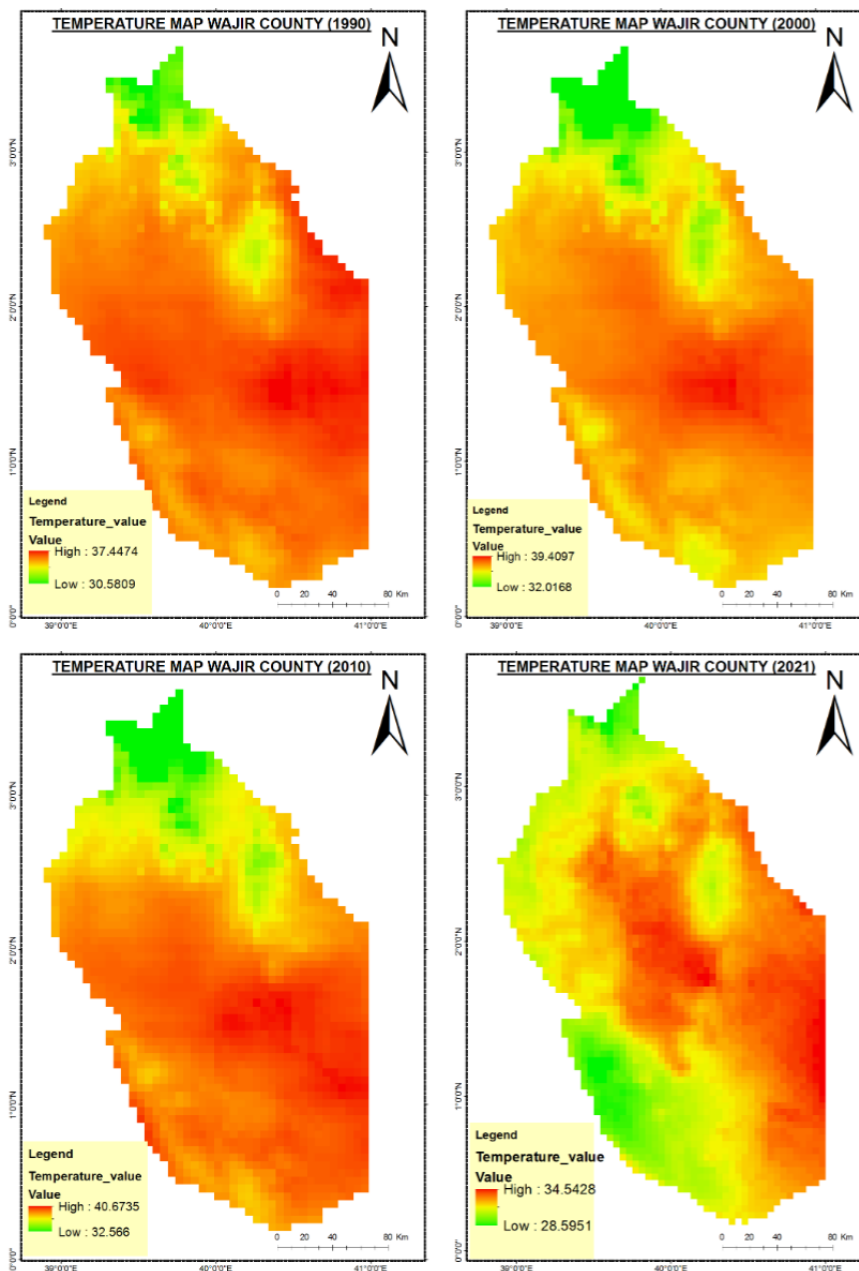 TEMPERATURE MAP WAJIR COUNTY (1990)
N
3°0'0"N
2°0'0"N
1°0'0"N
0°0'0"
Legend
Temperature_value
Value
High : 37.4474
Low : 30.5809
0 20 40 80 Km
39°0'0"E 40°0'0"E 41°0'0"E
TEMPERATURE MAP WAJIR COUNTY (2000)
N
3°0'0"N
2°0'0"N
1°0'0"N
0°0'0"
Legend
Temperature_value
Value
High : 39.4097
Low : 32.0168
0 20 40 80 Km
39°0'0"E 40°0'0"E 41°0'0"E
TEMPERATURE MAP WAJIR COUNTY (2010)
N
3°0'0"N
2°0'0"N
1°0'0"N
0°0'0"
Legend
Temperature_value
Value
High : 40.6735
Low : 32.566
0 20 40 80 Km
39°0'0"E 40°0'0"E 41°0'0"E
TEMPERATURE MAP WAJIR COUNTY (2021)
N
3°0'0"N
2°0'0"N
1°0'0"N
0°0'0"
Legend
Temperature_value
Value
High : 34.5428
Low : 28.5951
0 20 40 80 Km
39°0'0"E 40°0'0"E 41°0'0"E